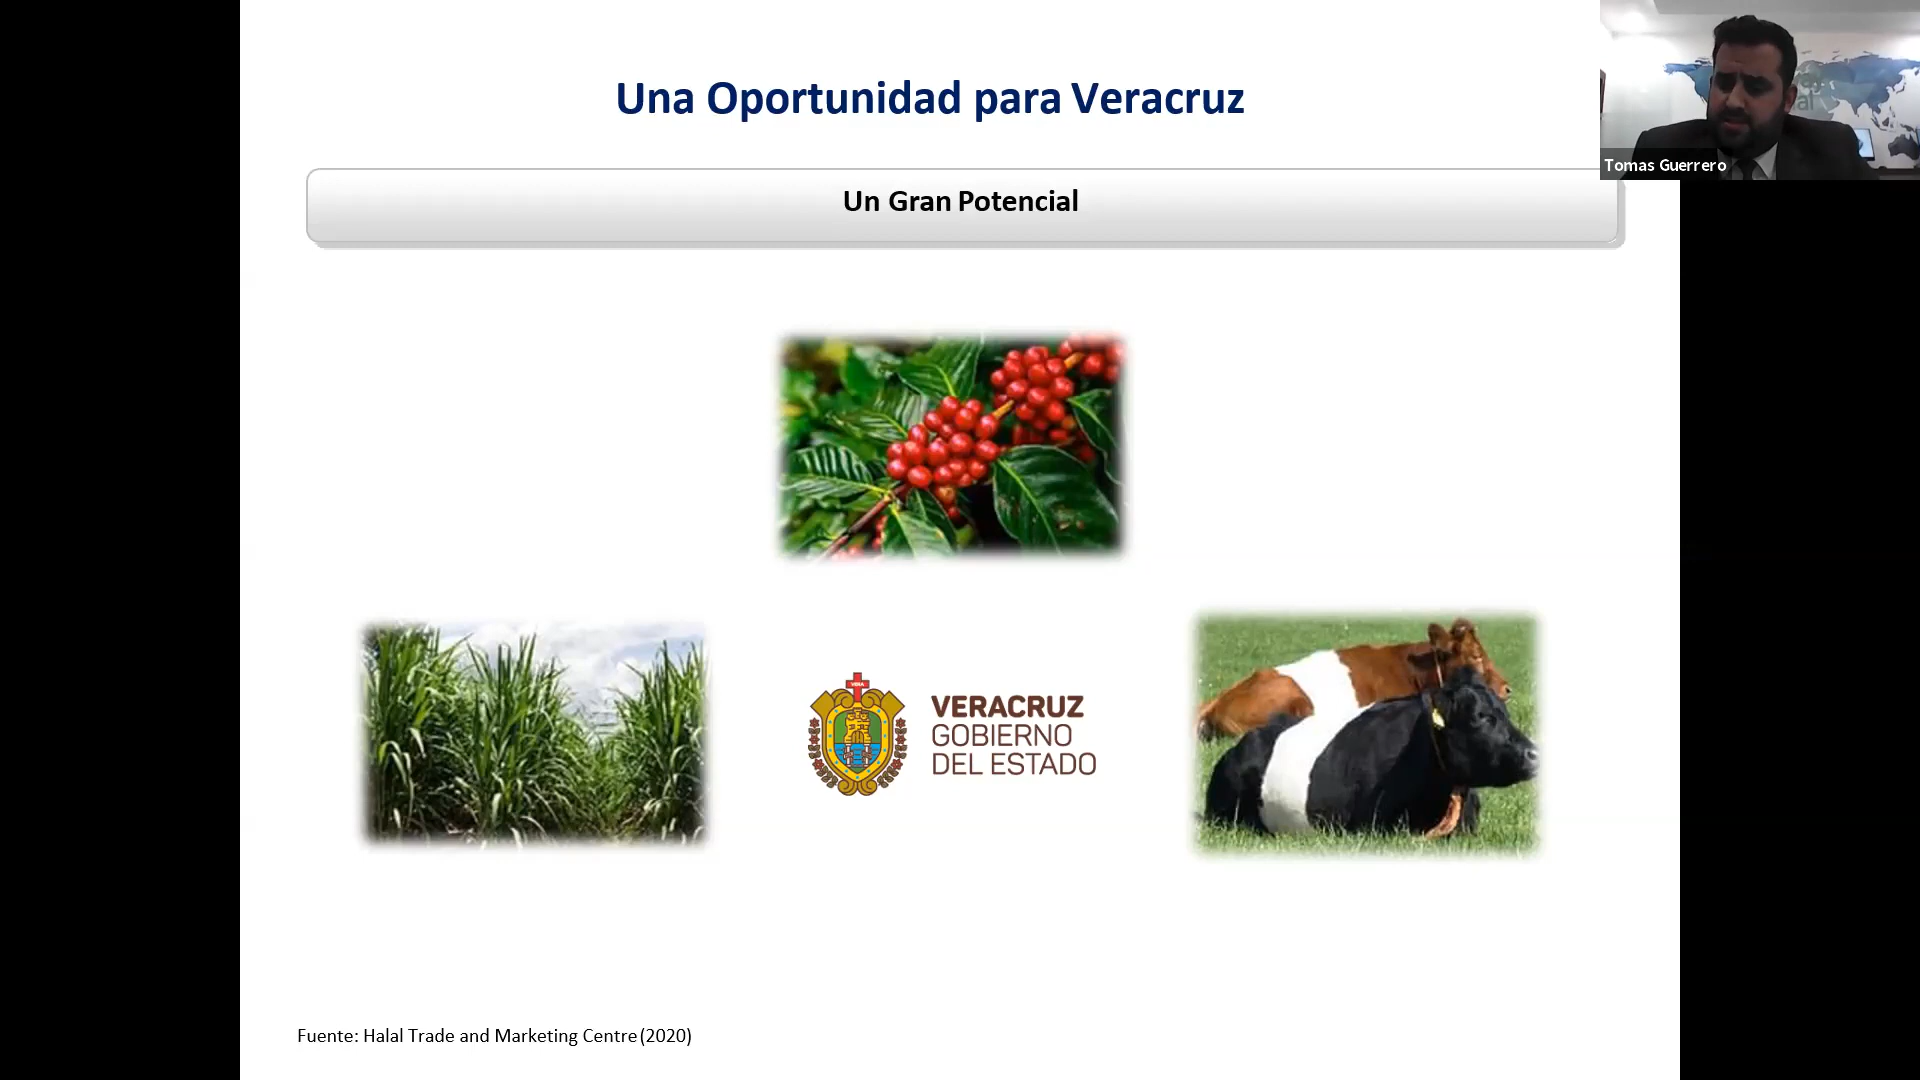 Una Oportunidad para Veracruz
Tomas Guerrero
Un Gran Potencial
VERA
VERACRUZ
GOBIERNO
DEL ESTADO
Fuente: Halal Trade and Marketing Centre (2020)